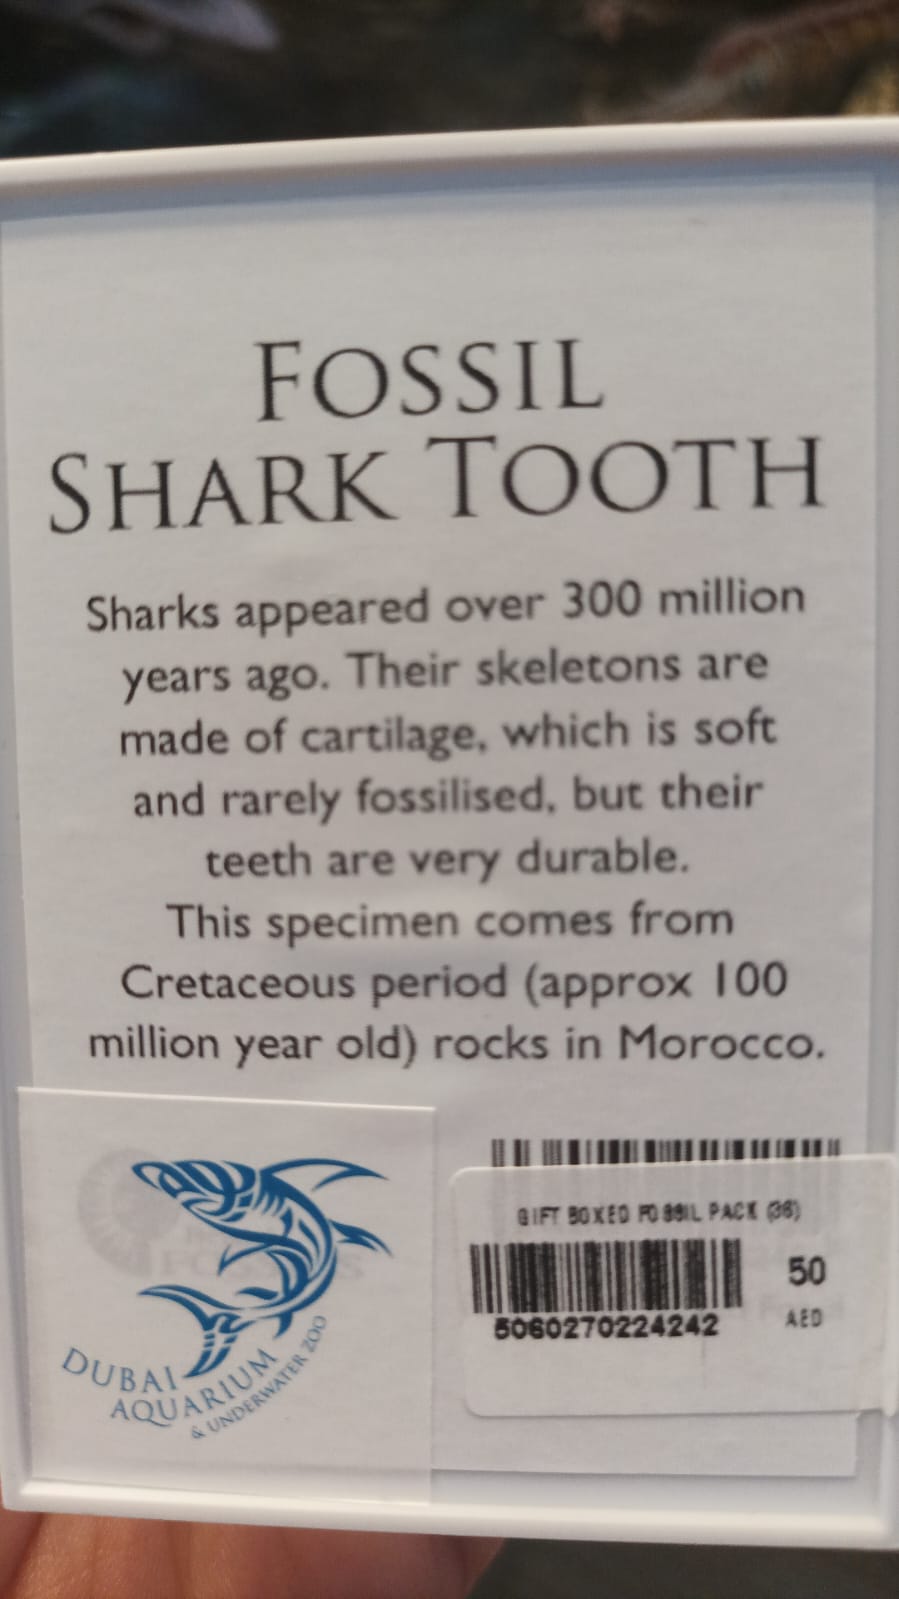 FOSSIL
SHARK TOOTH
Sharks appeared over 300 million
years ago. Their skeletons are
made of cartilage, which is soft
and rarely fossilised, but their
teeth are very durable.
This specimen comes from
Cretaceous period (approx 100
million year old) rocks in Morocco.
DUBAI
AQUARIUM
& UNDERWATER ZOO
GIFT BOXED FOSSIL PACK (36)
5060270224242
50
AED